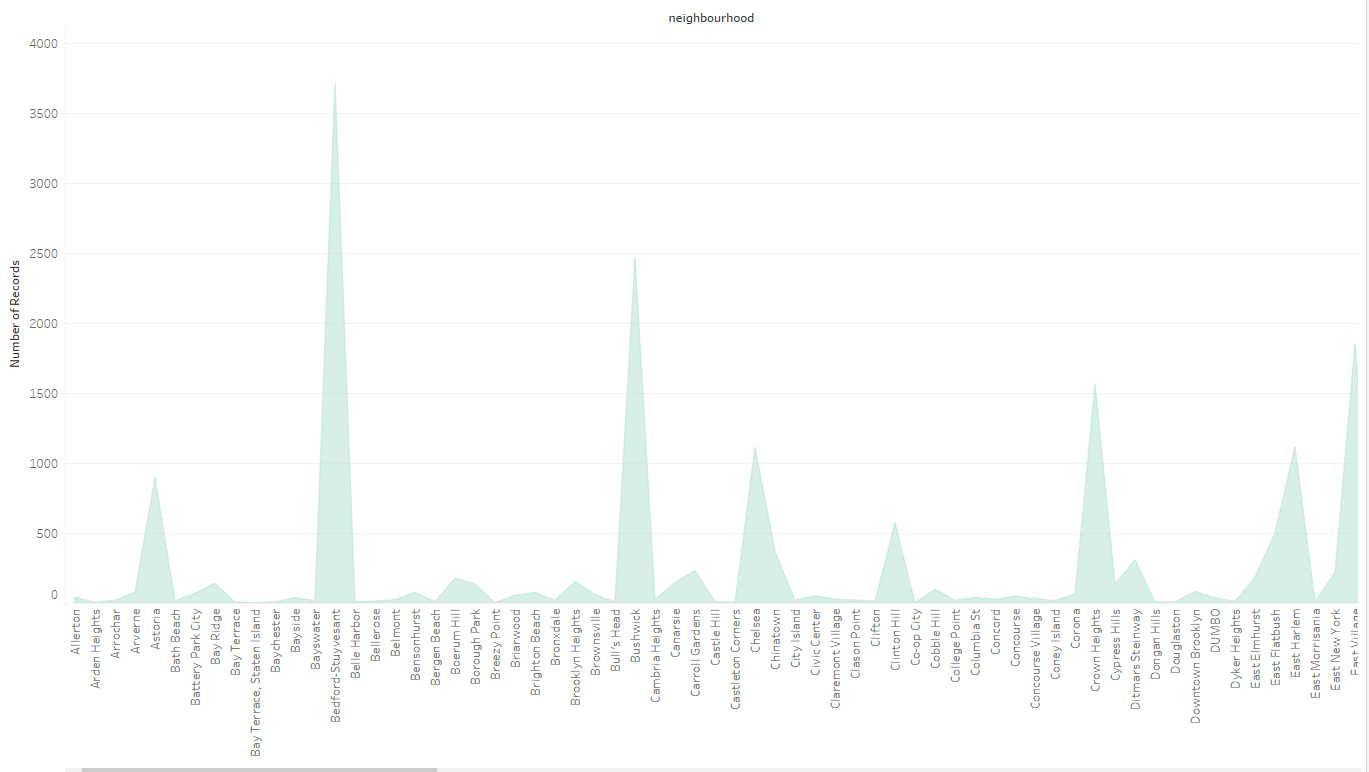 neighbourhood
4000
3500
3000
2500
2000
1500
1000
500
0
Number of Records
Allerton
Arden Heights
Arrochar
Arverne
Astoria
Bath Beach
Battery Park City
Bay Ridge
Bay Terrace
Bay Terrace, Staten Island
Baychester
Bayside
Bayswater
Bedford-Stuyvesant
Belle Harbor
Bellerose
Belmont
Bensonhurst
Bergen Beach
Boerum Hill
Borough Park
Breezy Point
Briarwood
Brighton Beach
Bronxdale
Brooklyn Heights
Brownsville
Bull's Head
Bushwick
Cambria Heights
Canarsie
Carroll Gardens
Castle Hill
Castleton Corners
Chelsea
Chinatown
City Island
Civic Center
Claremont Village
Clason Point
Clifton
Clinton Hill
Co-op City
Cobble Hill
College Point
Columbia St
Concord
Concourse
Concourse Village
Coney Island
Corona
Crown Heights
Cypress Hills
Ditmars Steinway
Dongan Hills
Douglaston
Downtown Brooklyn
DUMBO
Dyker Heights
East Elmhurst
East Flatbush
East Harlem
East Morrisania
East New York
East Village